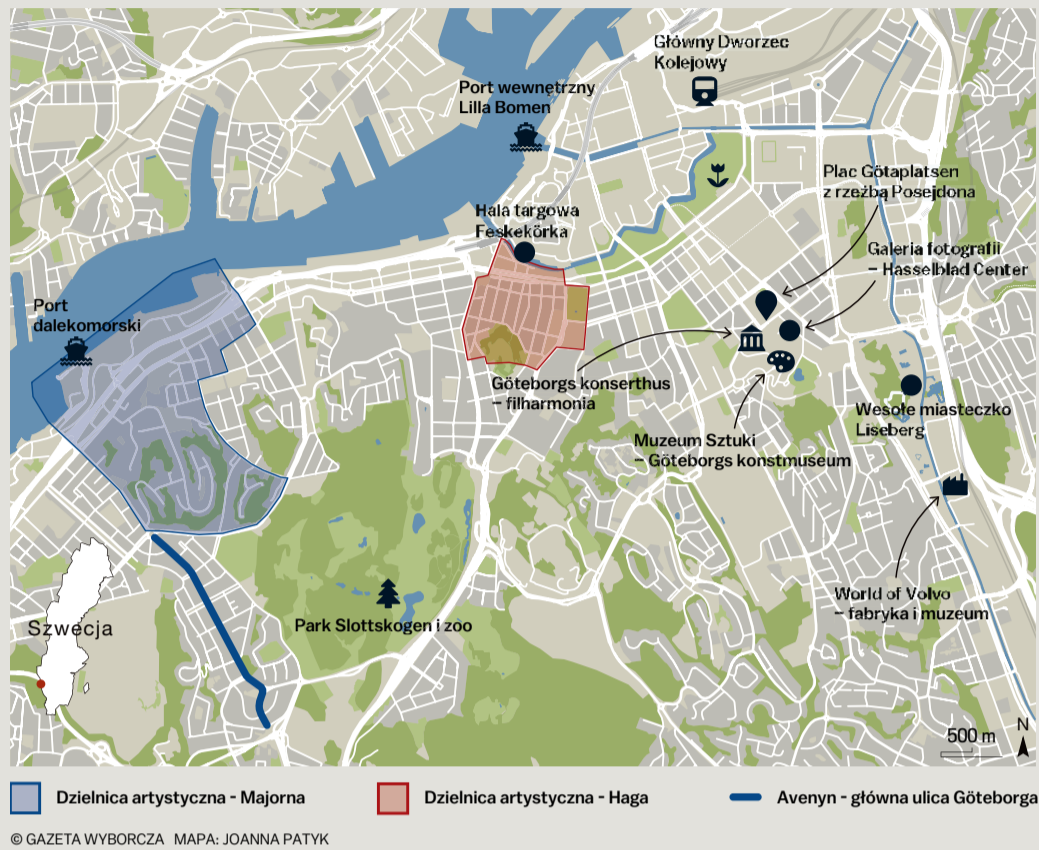 Główny Dworzec
Kolejowy
Port wewnętrzny
Lilla Bomen
Plac Götaplatsen
z rzeźbą Posejdona
Hala targowa
Feskekörka
Galeria fotografii
– Hasselblad Center
Port
dalekomorski
Göteborgs konserthus
– filharmonia
Wesołe miasteczko
Liseberg
Muzeum Sztuki
– Göteborgs konstmuseum
World of Volvo
– fabryka i muzeum
Szwecja
Park Slottskogen i zoo
N
500 m
Dzielnica artystyczna - Majorna
Dzielnica artystyczna - Haga
Avenyn - główna ulica Göteborga
© GAZETA WYBORCZA MAPA: JOANNA PATYK